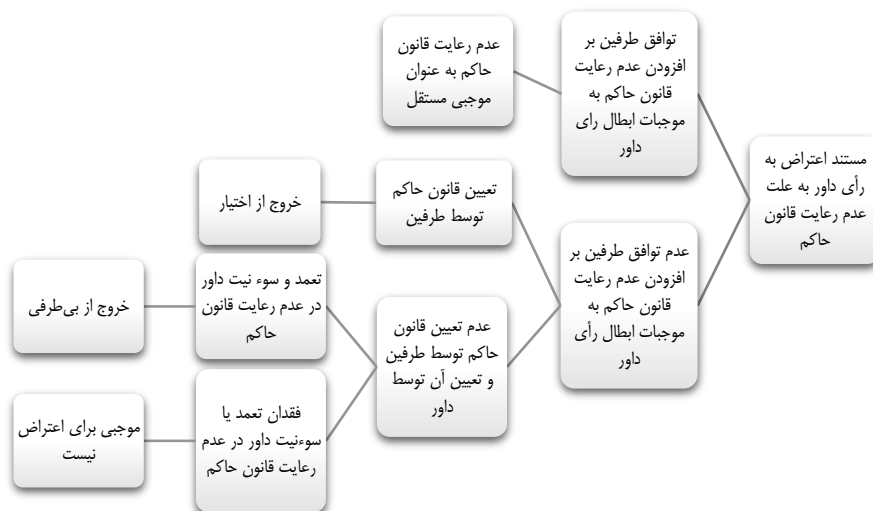 مستند اعتراض به
رأی داور به علت
عدم رعایت قانون
حاکم
توافق طرفین بر
افزودن عدم رعایت
قانون حاکم به
موجبات ابطال رای
داور
عدم رعایت قانون
حاکم به عنوان
موجبی مستقل
عدم توافق طرفین بر
افزودن عدم رعایت
قانون حاکم به
موجبات ابطال رأی
داور
تعیین قانون حاکم
توسط طرفین
خروج از اختیار
عدم تعیین قانون
حاکم توسط طرفین
و تعیین آن توسط
داور
تعمد و سوء نیت داور
در عدم رعایت قانون
حاکم
خروج از بی‌طرفی
فقدان تعمد یا
سوءنیت داور در عدم
رعایت قانون حاکم
موجبی برای اعتراض
نیست